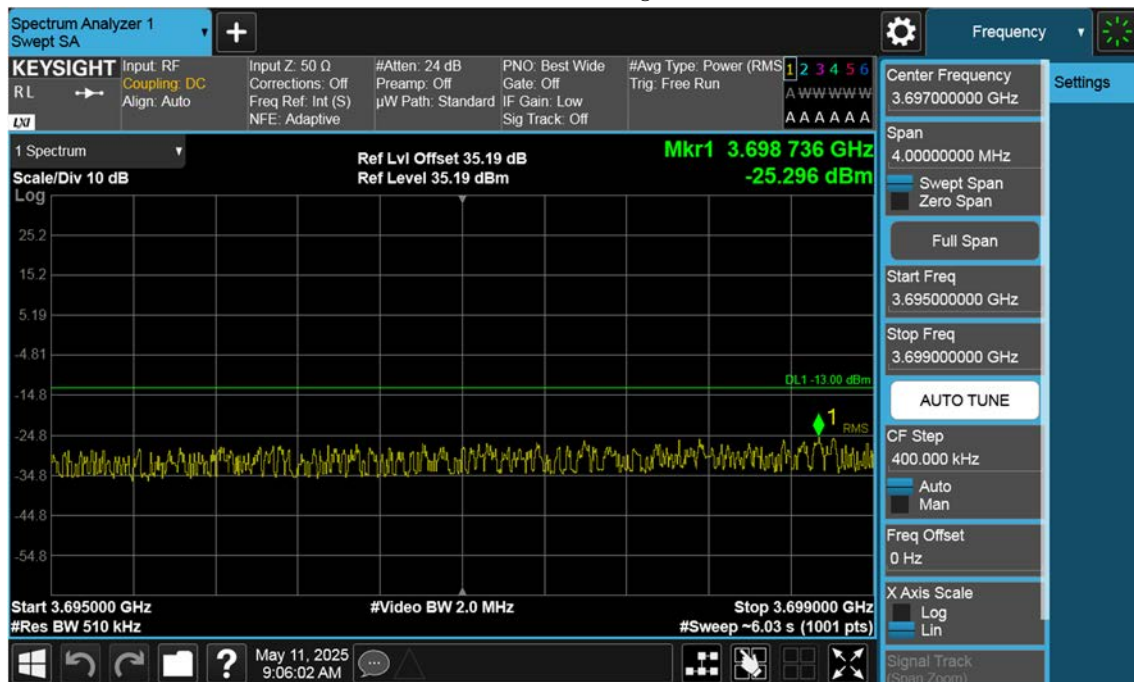 Spectrum Analyzer 1
Swept SA
+
Frequency
KEYSIGHT
RL
LXI
Input: RF
Coupling: DC
Align: Auto
Input Z: 50 Ω
Corrections: Off
Freq Ref: Int (S)
NFE: Adaptive
#Atten: 24 dB
Preamp: Off
µW Path: Standard
PNO: Best Wide
Gate: Off
IF Gain: Low
Sig Track: Off
#Avg Type: Power (RMS
Trig: Free Run
1 2 3 4 5 6
A W W W W W
A A A A A A
1 Spectrum
Scale/Div 10 dB
Log
Ref Lvl Offset 35.19 dB
Ref Level 35.19 dBm
Mkr1 3.698 736 GHz
-25.296 dBm
25.2
15.2
5.19
-4.81
-14.8
-24.8
-34.8
-44.8
-54.8
DL1 -13.00 dBm
1
RMS
Start 3.695000 GHz
#Res BW 510 kHz
#Video BW 2.0 MHz
Stop 3.699000 GHz
#Sweep ~6.03 s (1001 pts)
Center Frequency
3.697000000 GHz
Span
4.00000000 MHz
Swept Span
Zero Span
Full Span
Start Freq
3.695000000 GHz
Stop Freq
3.699000000 GHz
AUTO TUNE
CF Step
400.000 kHz
Auto
Man
Freq Offset
0 Hz
X Axis Scale
Log
Lin
Signal Track
(Span Zoom)
Settings
?
May 11, 2025
9:06:02 AM